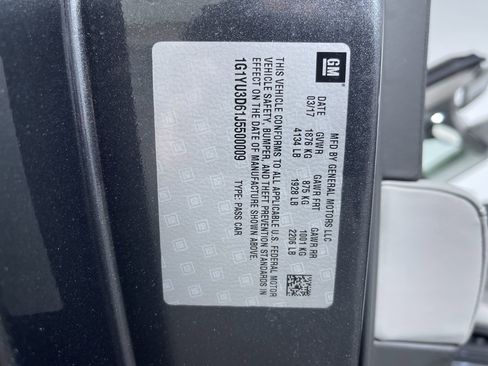 GM
MFD BY GENERAL MOTORS LLC
DATE GVWR GAWR FRT GAWR RR
03/17 1876 KG 875 KG 1001 KG
4134 LB 1928 LB 2206 LB
THIS VEHICLE CONFORMS TO ALL APPLICABLE U.S. FEDERAL MOTOR
VEHICLE SAFETY, BUMPER, AND THEFT PREVENTION STANDARDS IN
EFFECT ON THE DATE OF MANUFACTURE SHOWN ABOVE.
1G1YU3D61J5500009 TYPE: PASS CAR